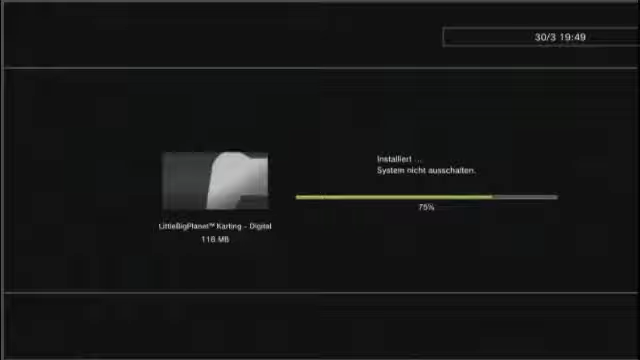 30/3 19:49
Installiert ...
System nicht ausschalten.
75%
LittleBigPlanet™ Karting - Digital
116 MB